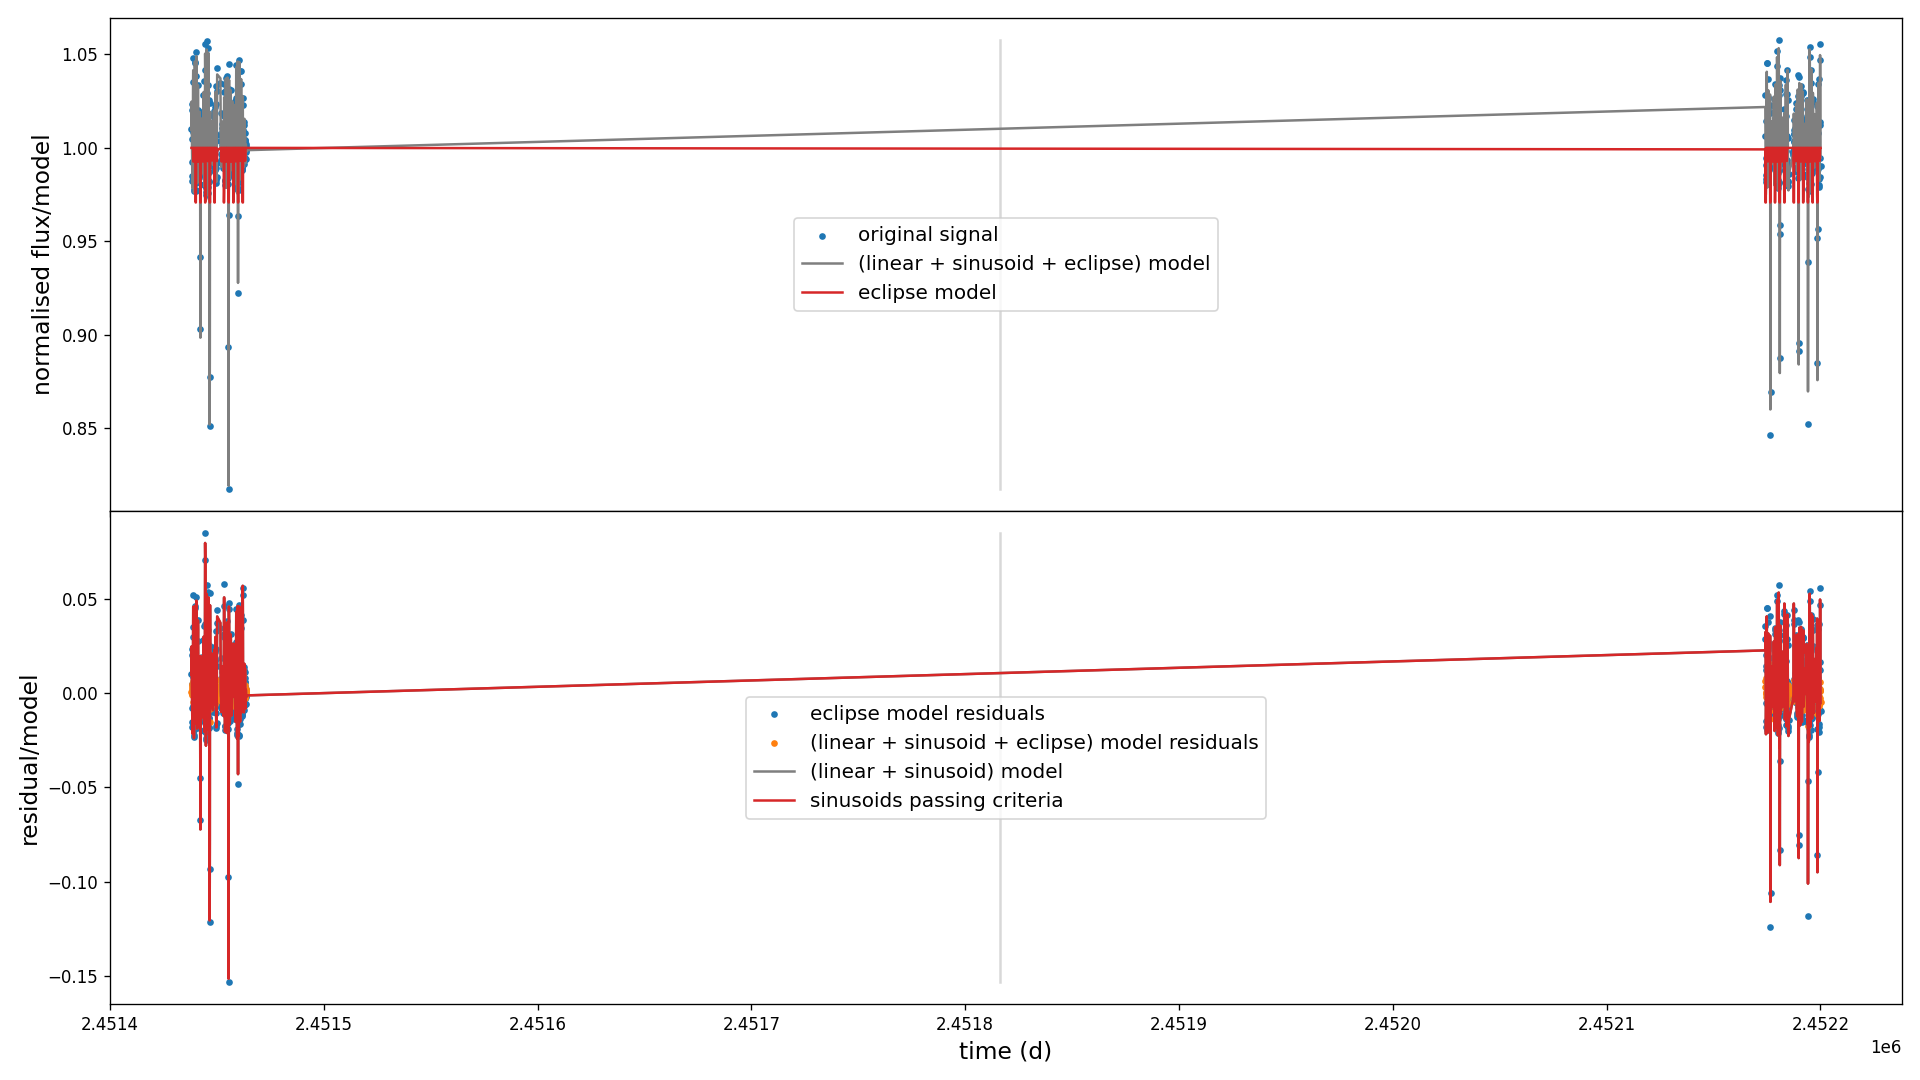 normalised flux/model
1.05
1.00
0.95
0.90
0.85
original signal
(linear + sinusoid + eclipse) model
eclipse model
residual/model
0.05
0.00
−0.05
−0.10
−0.15
eclipse model residuals
(linear + sinusoid + eclipse) model residuals
(linear + sinusoid) model
sinusoids passing criteria
2.4514 2.4515 2.4516 2.4517 2.4518 2.4519 2.4520 2.4521 2.4522
1e6
time (d)